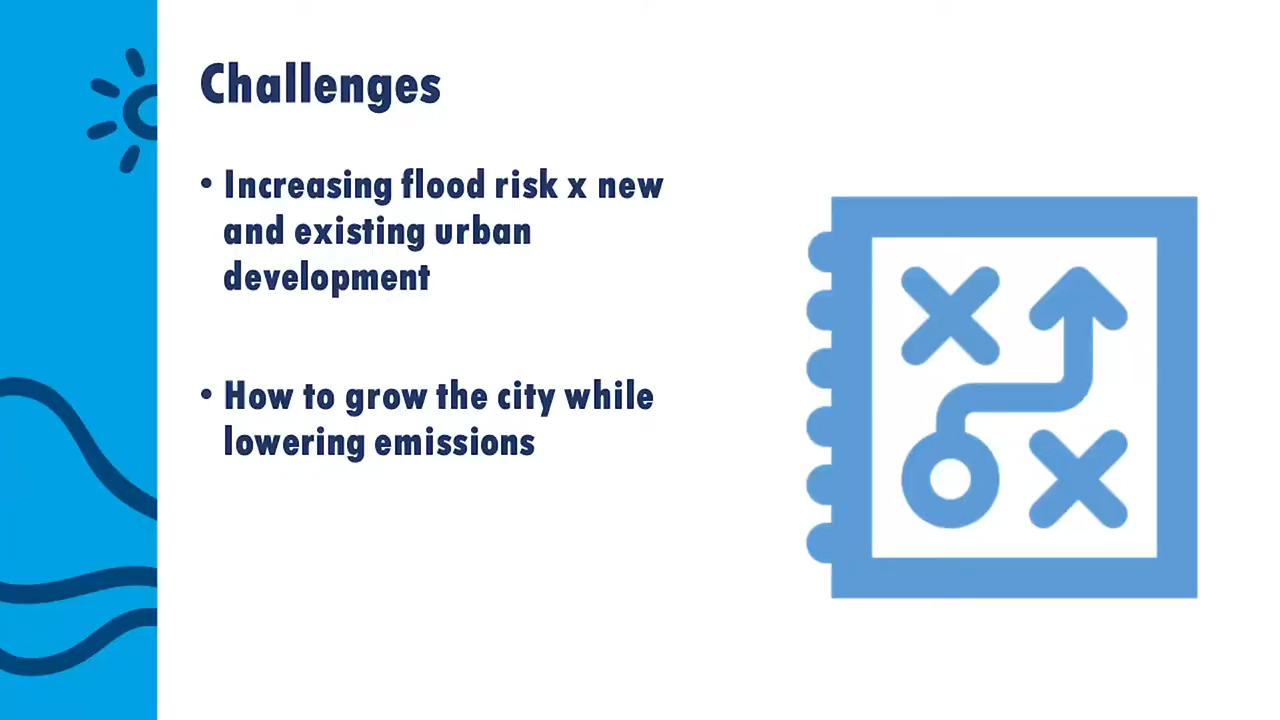 Challenges
• Increasing flood risk x new
and existing urban
development
• How to grow the city while
lowering emissions